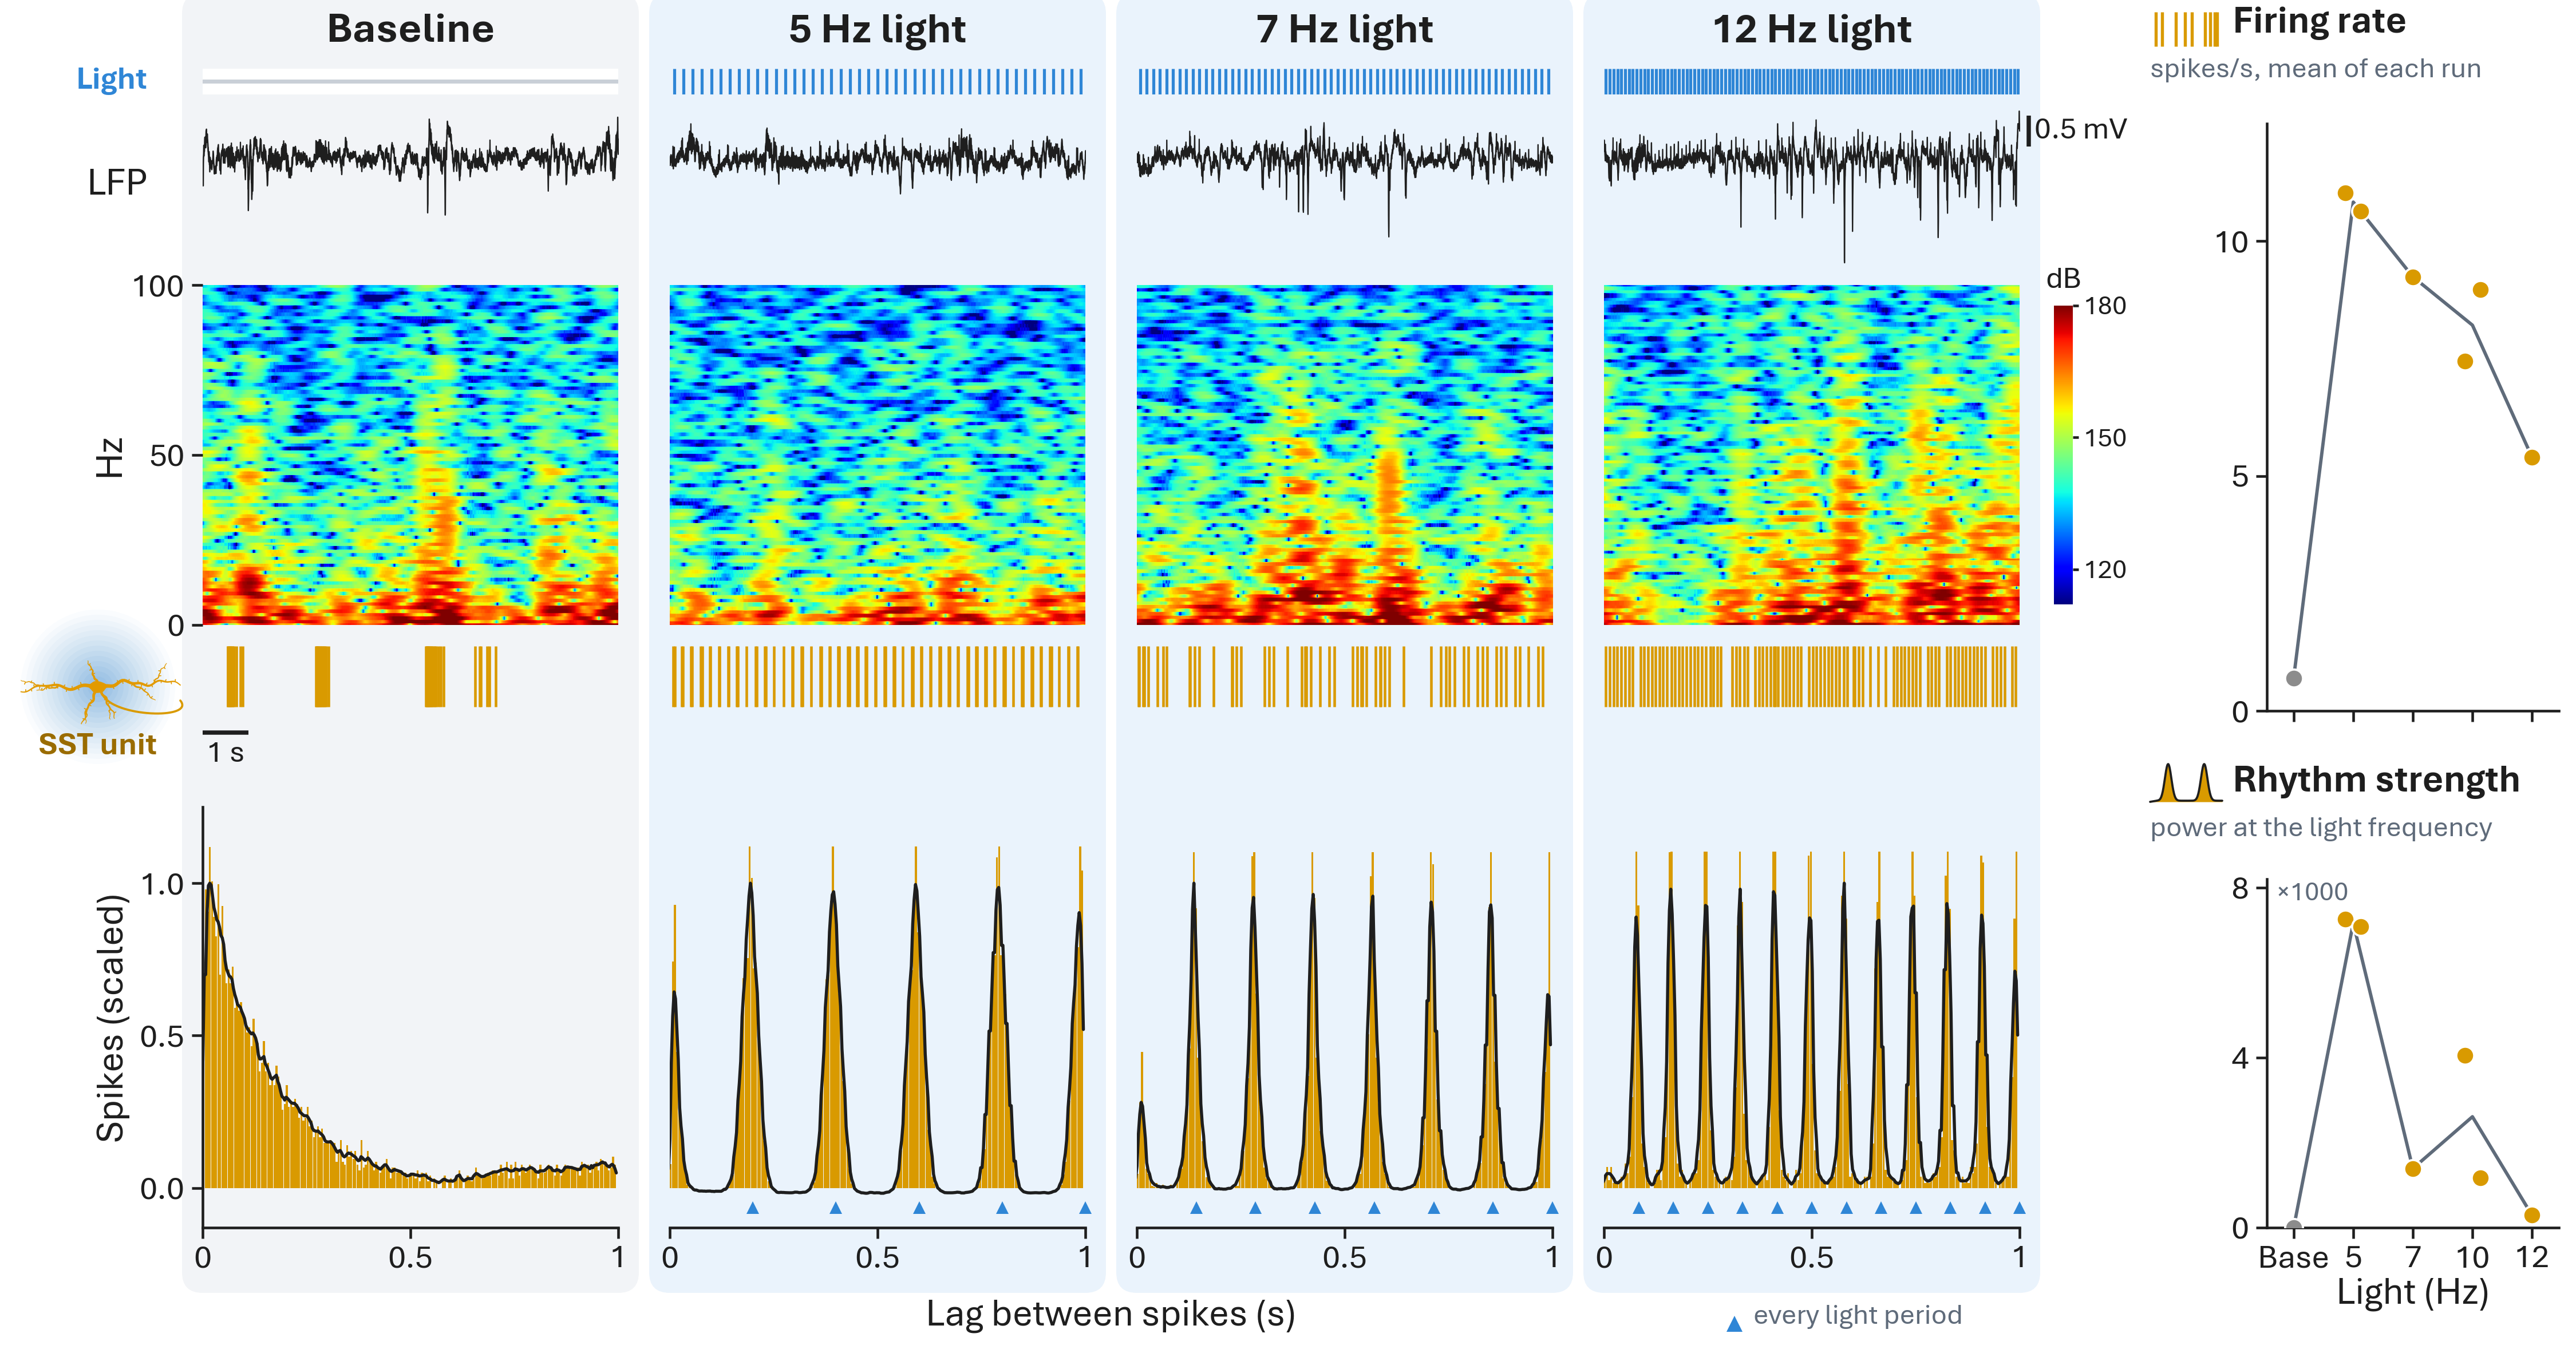 Baseline
5 Hz light
7 Hz light
12 Hz light
Light
LFP
0.5 mV
100
50
0
Hz
dB
180
150
120
SST unit
1 s
1.0
0.5
0.0
Spikes (scaled)
0 0.5 1
0 0.5 1
0 0.5 1
0 0.5 1
Lag between spikes (s)
every light period
Firing rate
spikes/s, mean of each run
10
5
0
Rhythm strength
power at the light frequency
8
×1000
4
0
Base 5 7 10 12
Light (Hz)